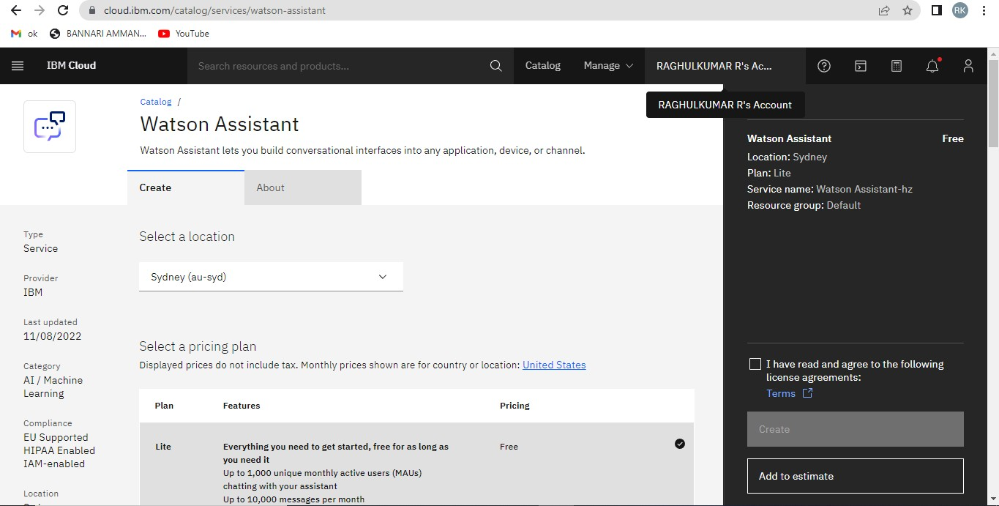 cloud.ibm.com/catalog/services/watson-assistant
RK
ok
BANNARI AMMAN...
YouTube
IBM Cloud
Search resources and products...
Catalog
Manage
RAGHULKUMAR R's Ac...
RAGHULKUMAR R's Account
Catalog /
Watson Assistant
Watson Assistant lets you build conversational interfaces into any application, device, or channel.
Create
About
Type
Service
Provider
IBM
Last updated
11/08/2022
Category
AI / Machine
Learning
Compliance
EU Supported
HIPAA Enabled
IAM-enabled
Location
Select a location
Sydney (au-syd)
Select a pricing plan
Displayed prices do not include tax. Monthly prices shown are for country or location: United States
Plan Features Pricing
Lite
Everything you need to get started, free for as long as
you need it
Up to 1,000 unique monthly active users (MAUs)
chatting with your assistant
Up to 10,000 messages per month
Free
Watson Assistant Free
Location: Sydney
Plan: Lite
Service name: Watson Assistant-hz
Resource group: Default
I have read and agree to the following
license agreements:
Terms
Create
Add to estimate